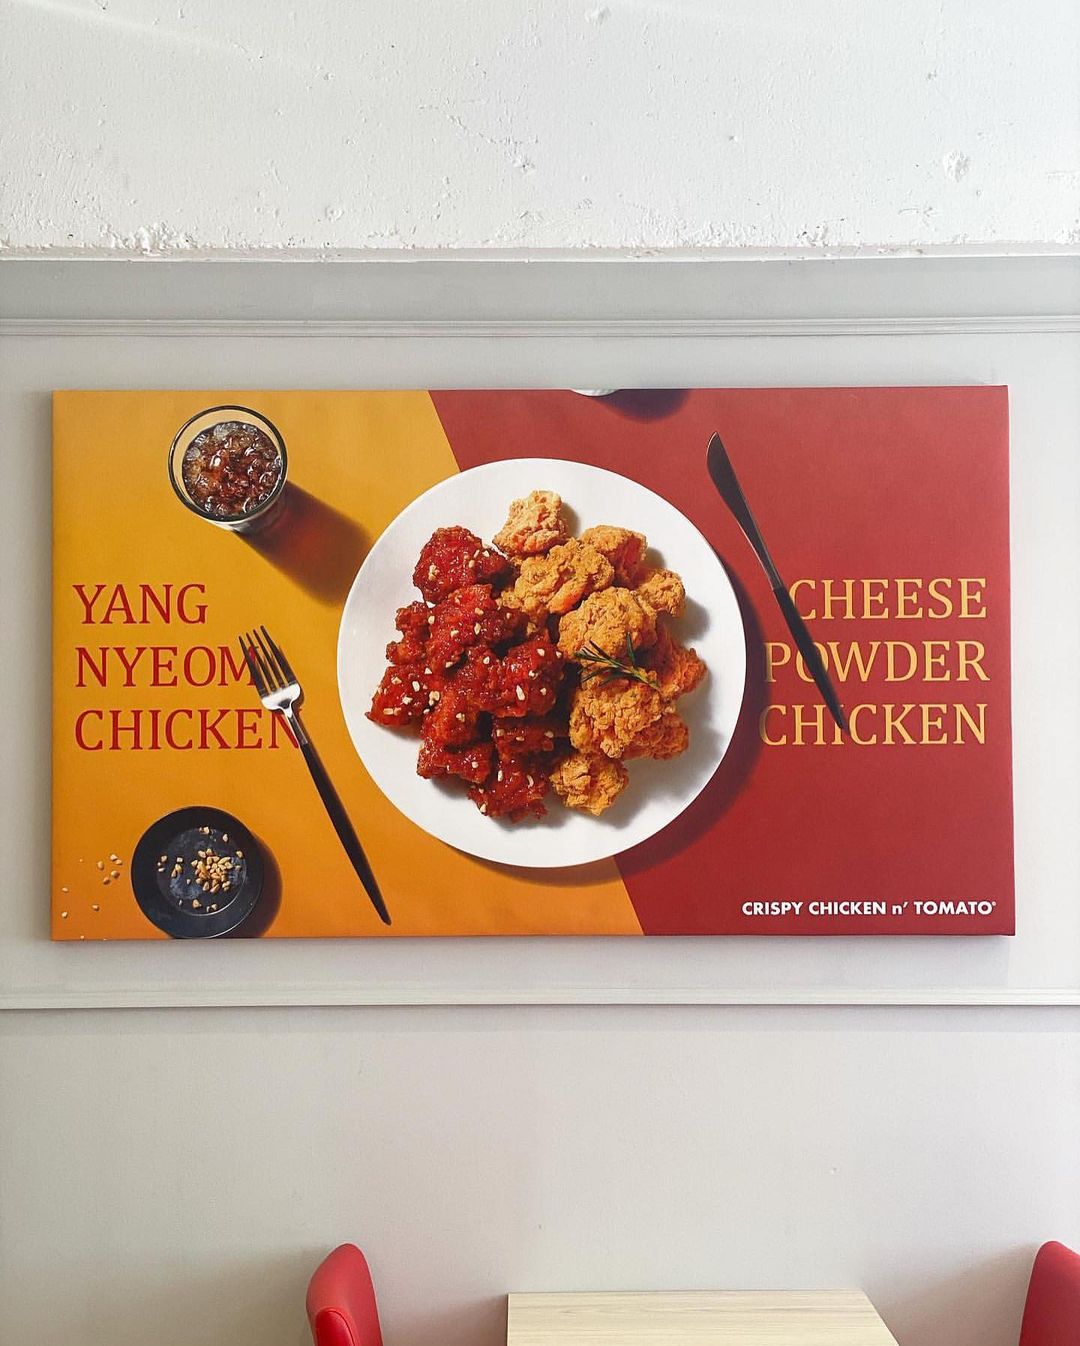 YANG
NYEOM
CHICKEN
CHEESE
POWDER
CHICKEN
CRISPY CHICKEN n' TOMATO®